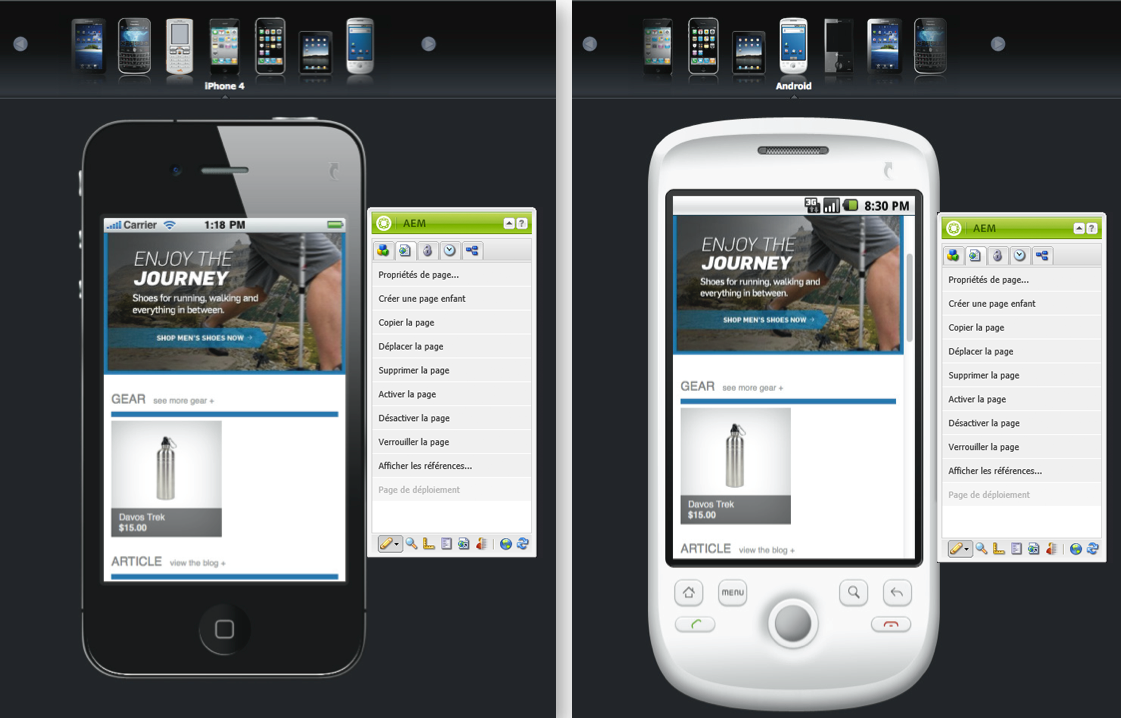 iPhone 4
Carrier
1:18 PM
ENJOY THE
JOURNEY
Shoes for running, walking and
everything in between.
SHOP MEN'S SHOES NOW
GEAR see more gear +
Davos Trek
$15.00
ARTICLE view the blog +
AEM
?
Propriétés de page...
Créer une page enfant
Copier la page
Déplacer la page
Supprimer la page
Activer la page
Désactiver la page
Verrouiller la page
Afficher les références...
Page de déploiement
Android
3G
8:30 PM
ENJOY THE
JOURNEY
Shoes for running, walking and
everything in between.
SHOP MEN'S SHOES NOW
GEAR see more gear +
Davos Trek
$15.00
ARTICLE view the blog +
MENU
AEM
?
Propriétés de page...
Créer une page enfant
Copier la page
Déplacer la page
Supprimer la page
Activer la page
Désactiver la page
Verrouiller la page
Afficher les références...
Page de déploiement